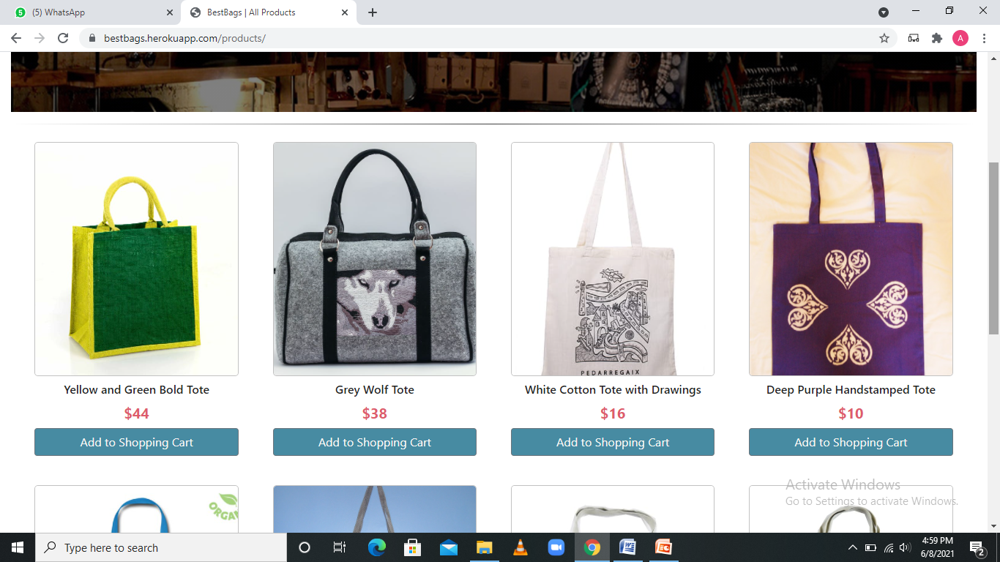 (5) WhatsApp
BestBags | All Products
bestbags.herokuapp.com/products/
A
PEDARREGAIX
Yellow and Green Bold Tote
Grey Wolf Tote
White Cotton Tote with Drawings
Deep Purple Handstamped Tote
$44
$38
$16
$10
Add to Shopping Cart
Add to Shopping Cart
Add to Shopping Cart
Add to Shopping Cart
Activate Windows
Go to Settings to activate Windows.
Type here to search
4:59 PM
6/8/2021
2